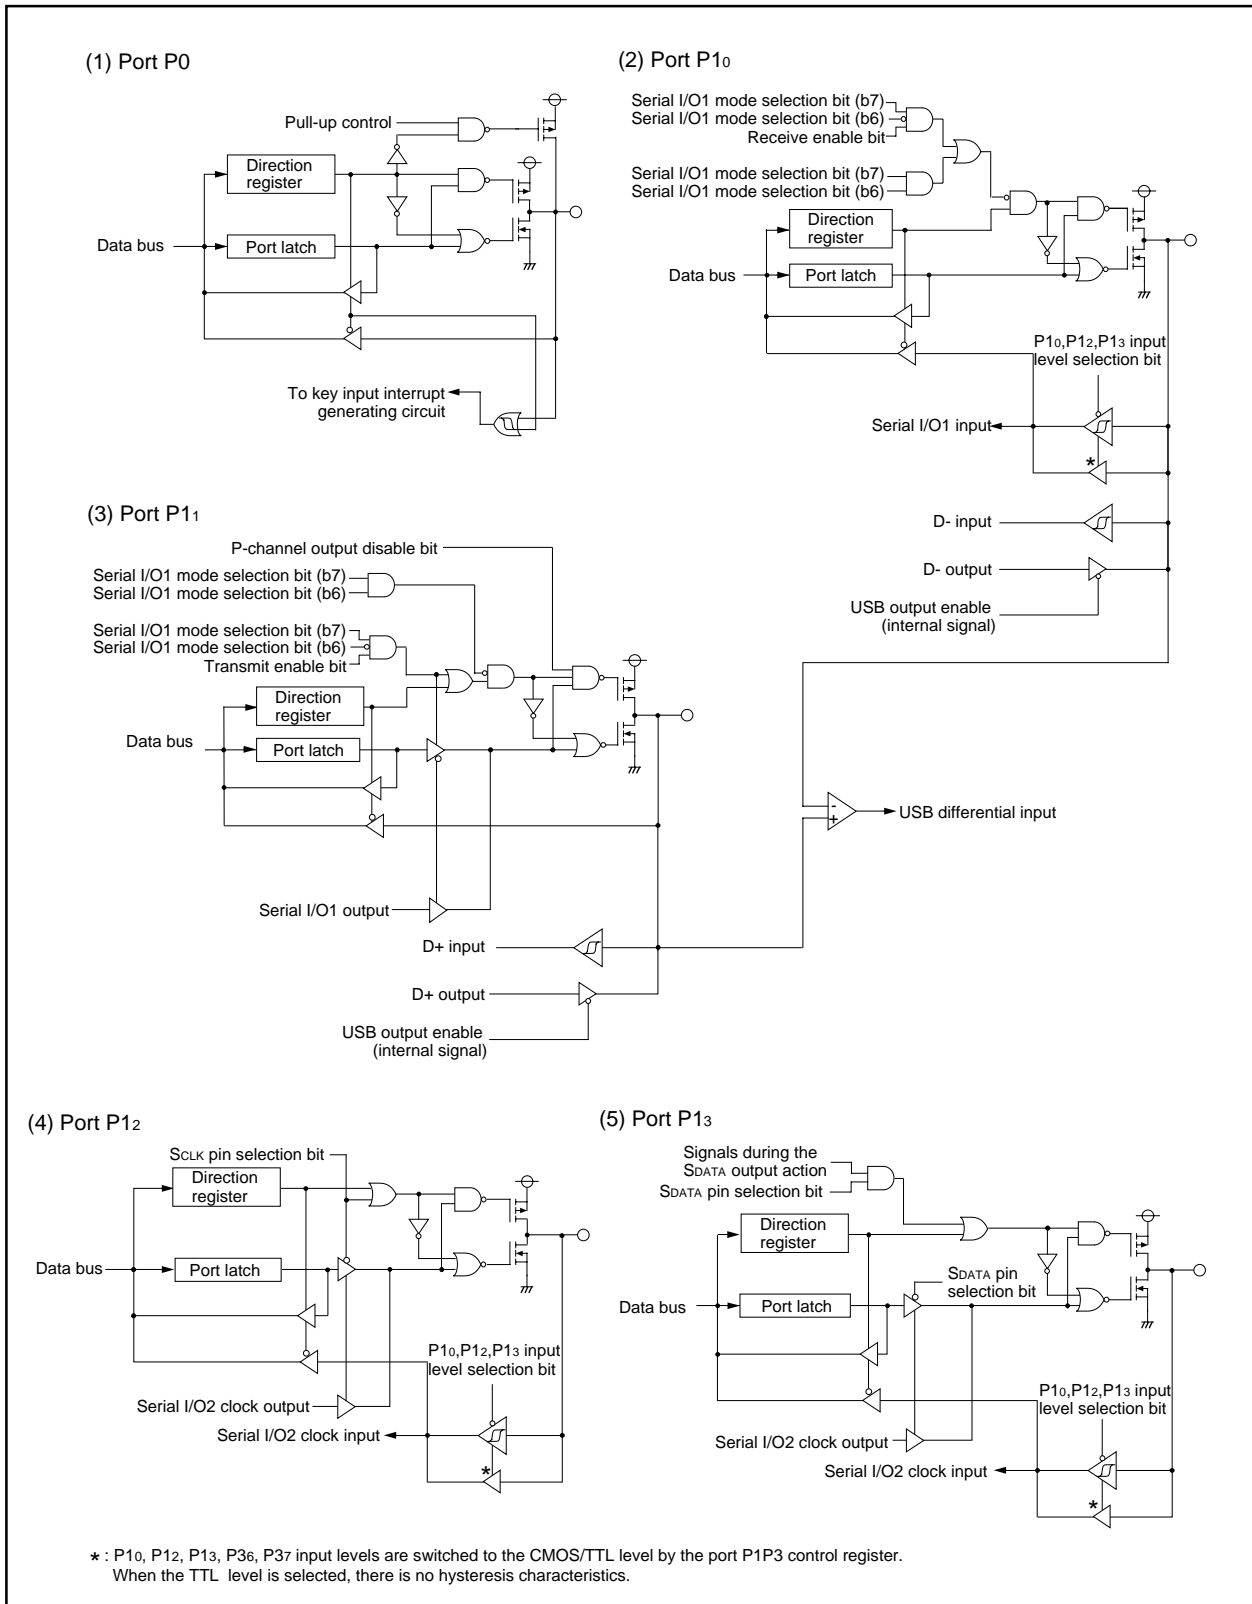 (1) Port P0
Pull-up control
Direction
register
Data bus
Port latch
To key input interrupt
generating circuit
(2) Port P10
Serial I/O1 mode selection bit (b7)
Serial I/O1 mode selection bit (b6)
Receive enable bit
Serial I/O1 mode selection bit (b7)
Serial I/O1 mode selection bit (b6)
Direction
register
Data bus
Port latch
P10,P12,P13 input
level selection bit
Serial I/O1 input
*
D- input
D- output
USB output enable
(internal signal)
(3) Port P11
P-channel output disable bit
Serial I/O1 mode selection bit (b7)
Serial I/O1 mode selection bit (b6)
Serial I/O1 mode selection bit (b7)
Serial I/O1 mode selection bit (b6)
Transmit enable bit
Direction
register
Data bus
Port latch
-
+
USB differential input
Serial I/O1 output
D+ input
D+ output
USB output enable
(internal signal)
(4) Port P12
SCLK pin selection bit
Direction
register
Data bus
Port latch
P10,P12,P13 input
level selection bit
Serial I/O2 clock output
Serial I/O2 clock input
*
(5) Port P13
Signals during the
SDATA output action
SDATA pin selection bit
Direction
register
SDATA pin
selection bit
Data bus
Port latch
P10,P12,P13 input
level selection bit
Serial I/O2 clock output
Serial I/O2 clock input
*
* : P10, P12, P13, P36, P37 input levels are switched to the CMOS/TTL level by the port P1P3 control register.
When the TTL level is selected, there is no hysteresis characteristics.